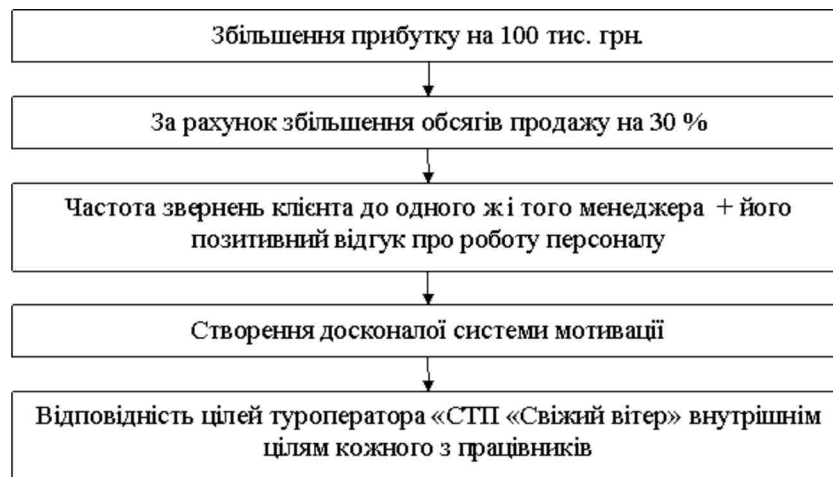 Збільшення прибутку на 100 тис. грн.
За рахунок збільшення обсягів продажу на 30 %
Частота звернень клієнта до одного ж і того менеджера + його
позитивний відгук про роботу персоналу
Створення досконалої системи мотивації
Відповідність цілей туроператора «СТП «Свіжий вітер» внутрішнім
цілям кожного з працівників